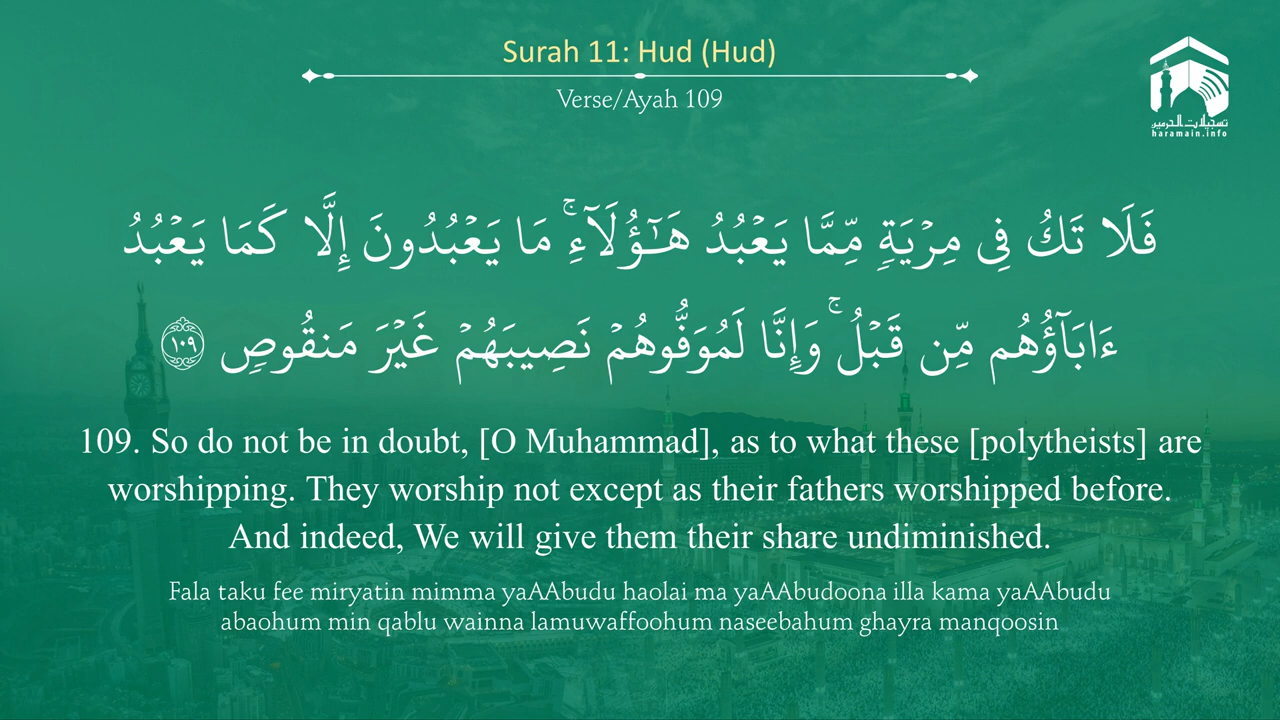 Surah 11: Hud (Hud)
Verse/Ayah 109
تسجيلات الحرمين
haramain.info
فَلَا تَكُ فِى مِرْيَةٍ مِّمَّا يَعْبُدُ هَـٰٓؤُلَآءِ ۚ مَا يَعْبُدُونَ إِلَّا كَمَا يَعْبُدُ
ءَابَآؤُهُم مِّن قَبْلُ ۚ وَإِنَّا لَمُوَفُّوهُمْ نَصِيبَهُمْ غَيْرَ مَنقُوصٍ ۝١٠٩
109. So do not be in doubt, [O Muhammad], as to what these [polytheists] are
worshipping. They worship not except as their fathers worshipped before.
And indeed, We will give them their share undiminished.
Fala taku fee miryatin mimma yaAAbudu haolai ma yaAAbudoona illa kama yaAAbudu
abaohum min qablu wainna lamuwaffoohum naseebahum ghayra manqoosin